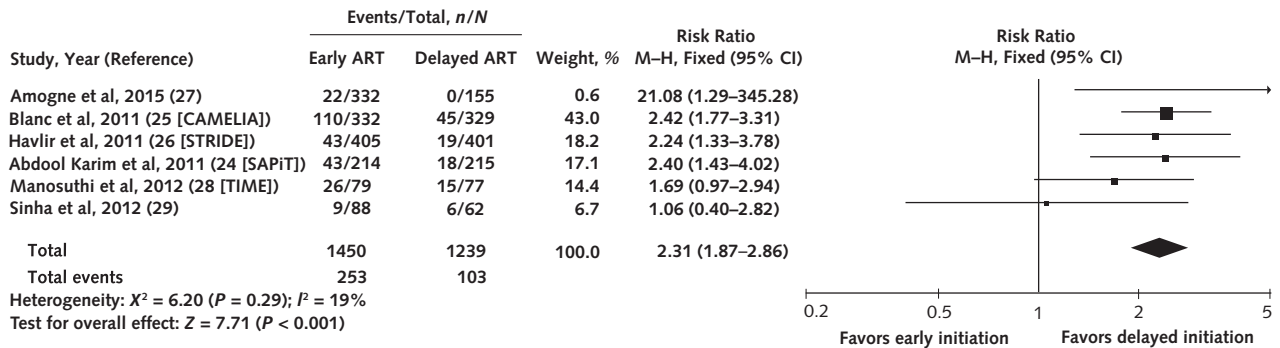 Events/Total, n/N
Risk Ratio Risk Ratio
Study, Year (Reference) Early ART Delayed ART Weight, % M–H, Fixed (95% CI) M–H, Fixed (95% CI)
Amogne et al, 2015 (27) 22/332 0/155 0.6 21.08 (1.29–345.28)
Blanc et al, 2011 (25 [CAMELIA]) 110/332 45/329 43.0 2.42 (1.77–3.31)
Havlir et al, 2011 (26 [STRIDE]) 43/405 19/401 18.2 2.24 (1.33–3.78)
Abdool Karim et al, 2011 (24 [SAPiT]) 43/214 18/215 17.1 2.40 (1.43–4.02)
Manosuthi et al, 2012 (28 [TIME]) 26/79 15/77 14.4 1.69 (0.97–2.94)
Sinha et al, 2012 (29) 9/88 6/62 6.7 1.06 (0.40–2.82)
Total 1450 1239 100.0 2.31 (1.87–2.86)
Total events 253 103
Heterogeneity: X² = 6.20 (P = 0.29); I² = 19%
Test for overall effect: Z = 7.71 (P < 0.001)
0.2 0.5 1 2 5
Favors early initiation Favors delayed initiation